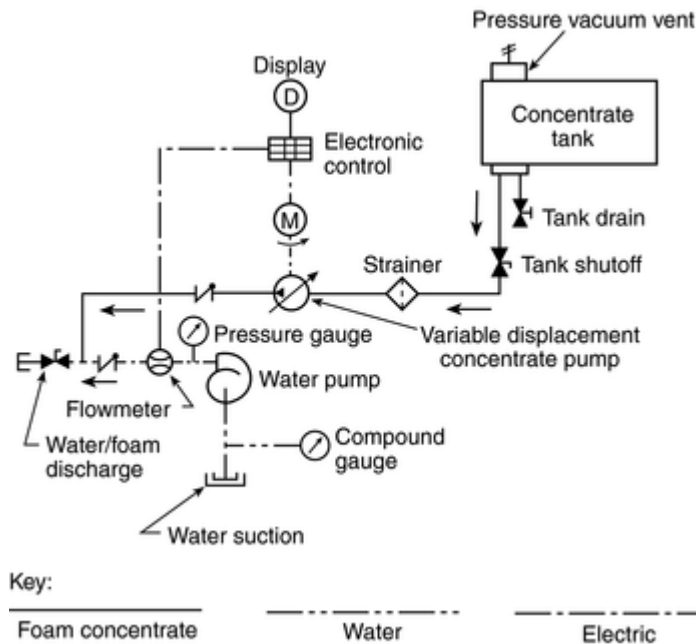 Pressure vacuum vent
Display
D
Concentrate
tank
Electronic
control
M
Tank drain
Strainer
Tank shutoff
Pressure gauge
Variable displacement
concentrate pump
Water pump
Flowmeter
Water/foam
discharge
Compound
gauge
Water suction
Key:
Foam concentrate
Water
Electric